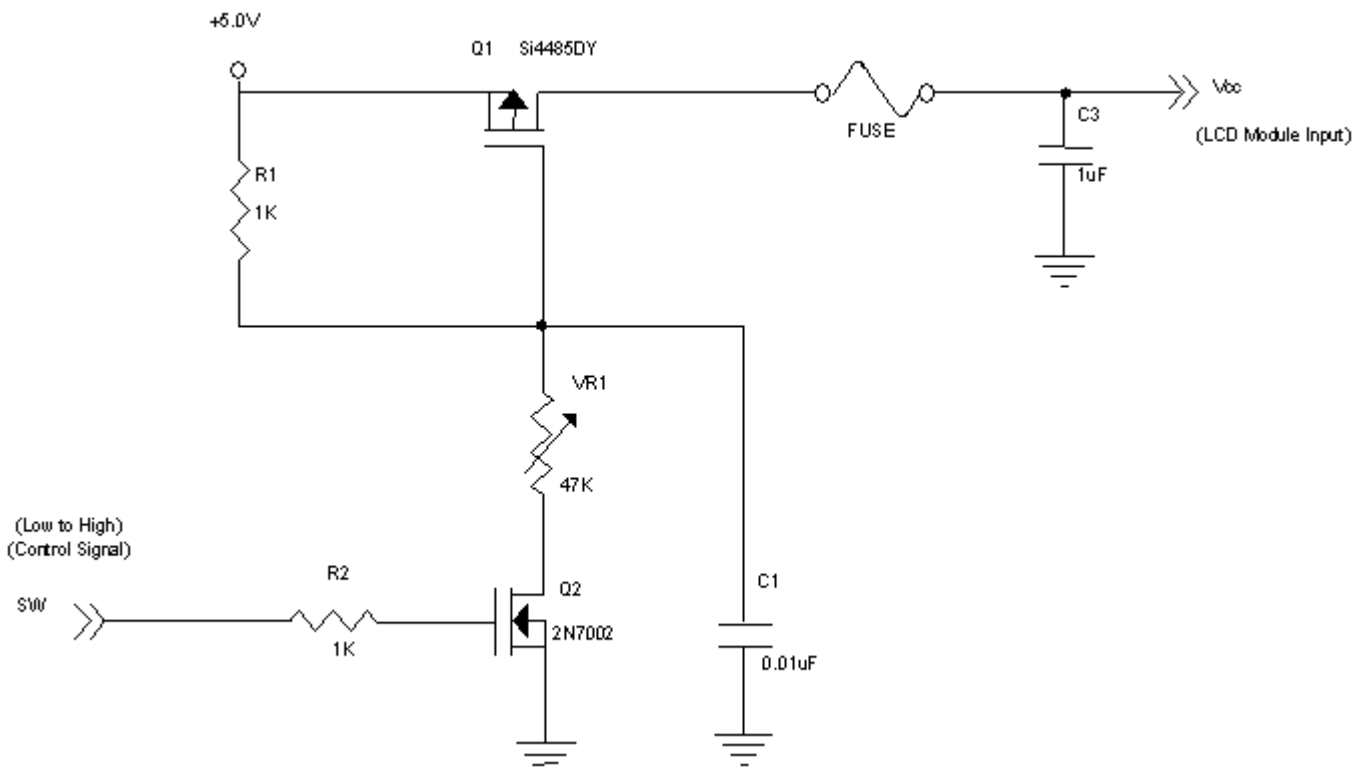 +5.0V
Q1 Si4485DY
Vcc
C3
FUSE
(LCD Module Input)
R1
1uF
1K
VR1
47K
(Low to High)
(Control Signal)
R2
Q2
C1
SW
2N7002
1K
0.01uF